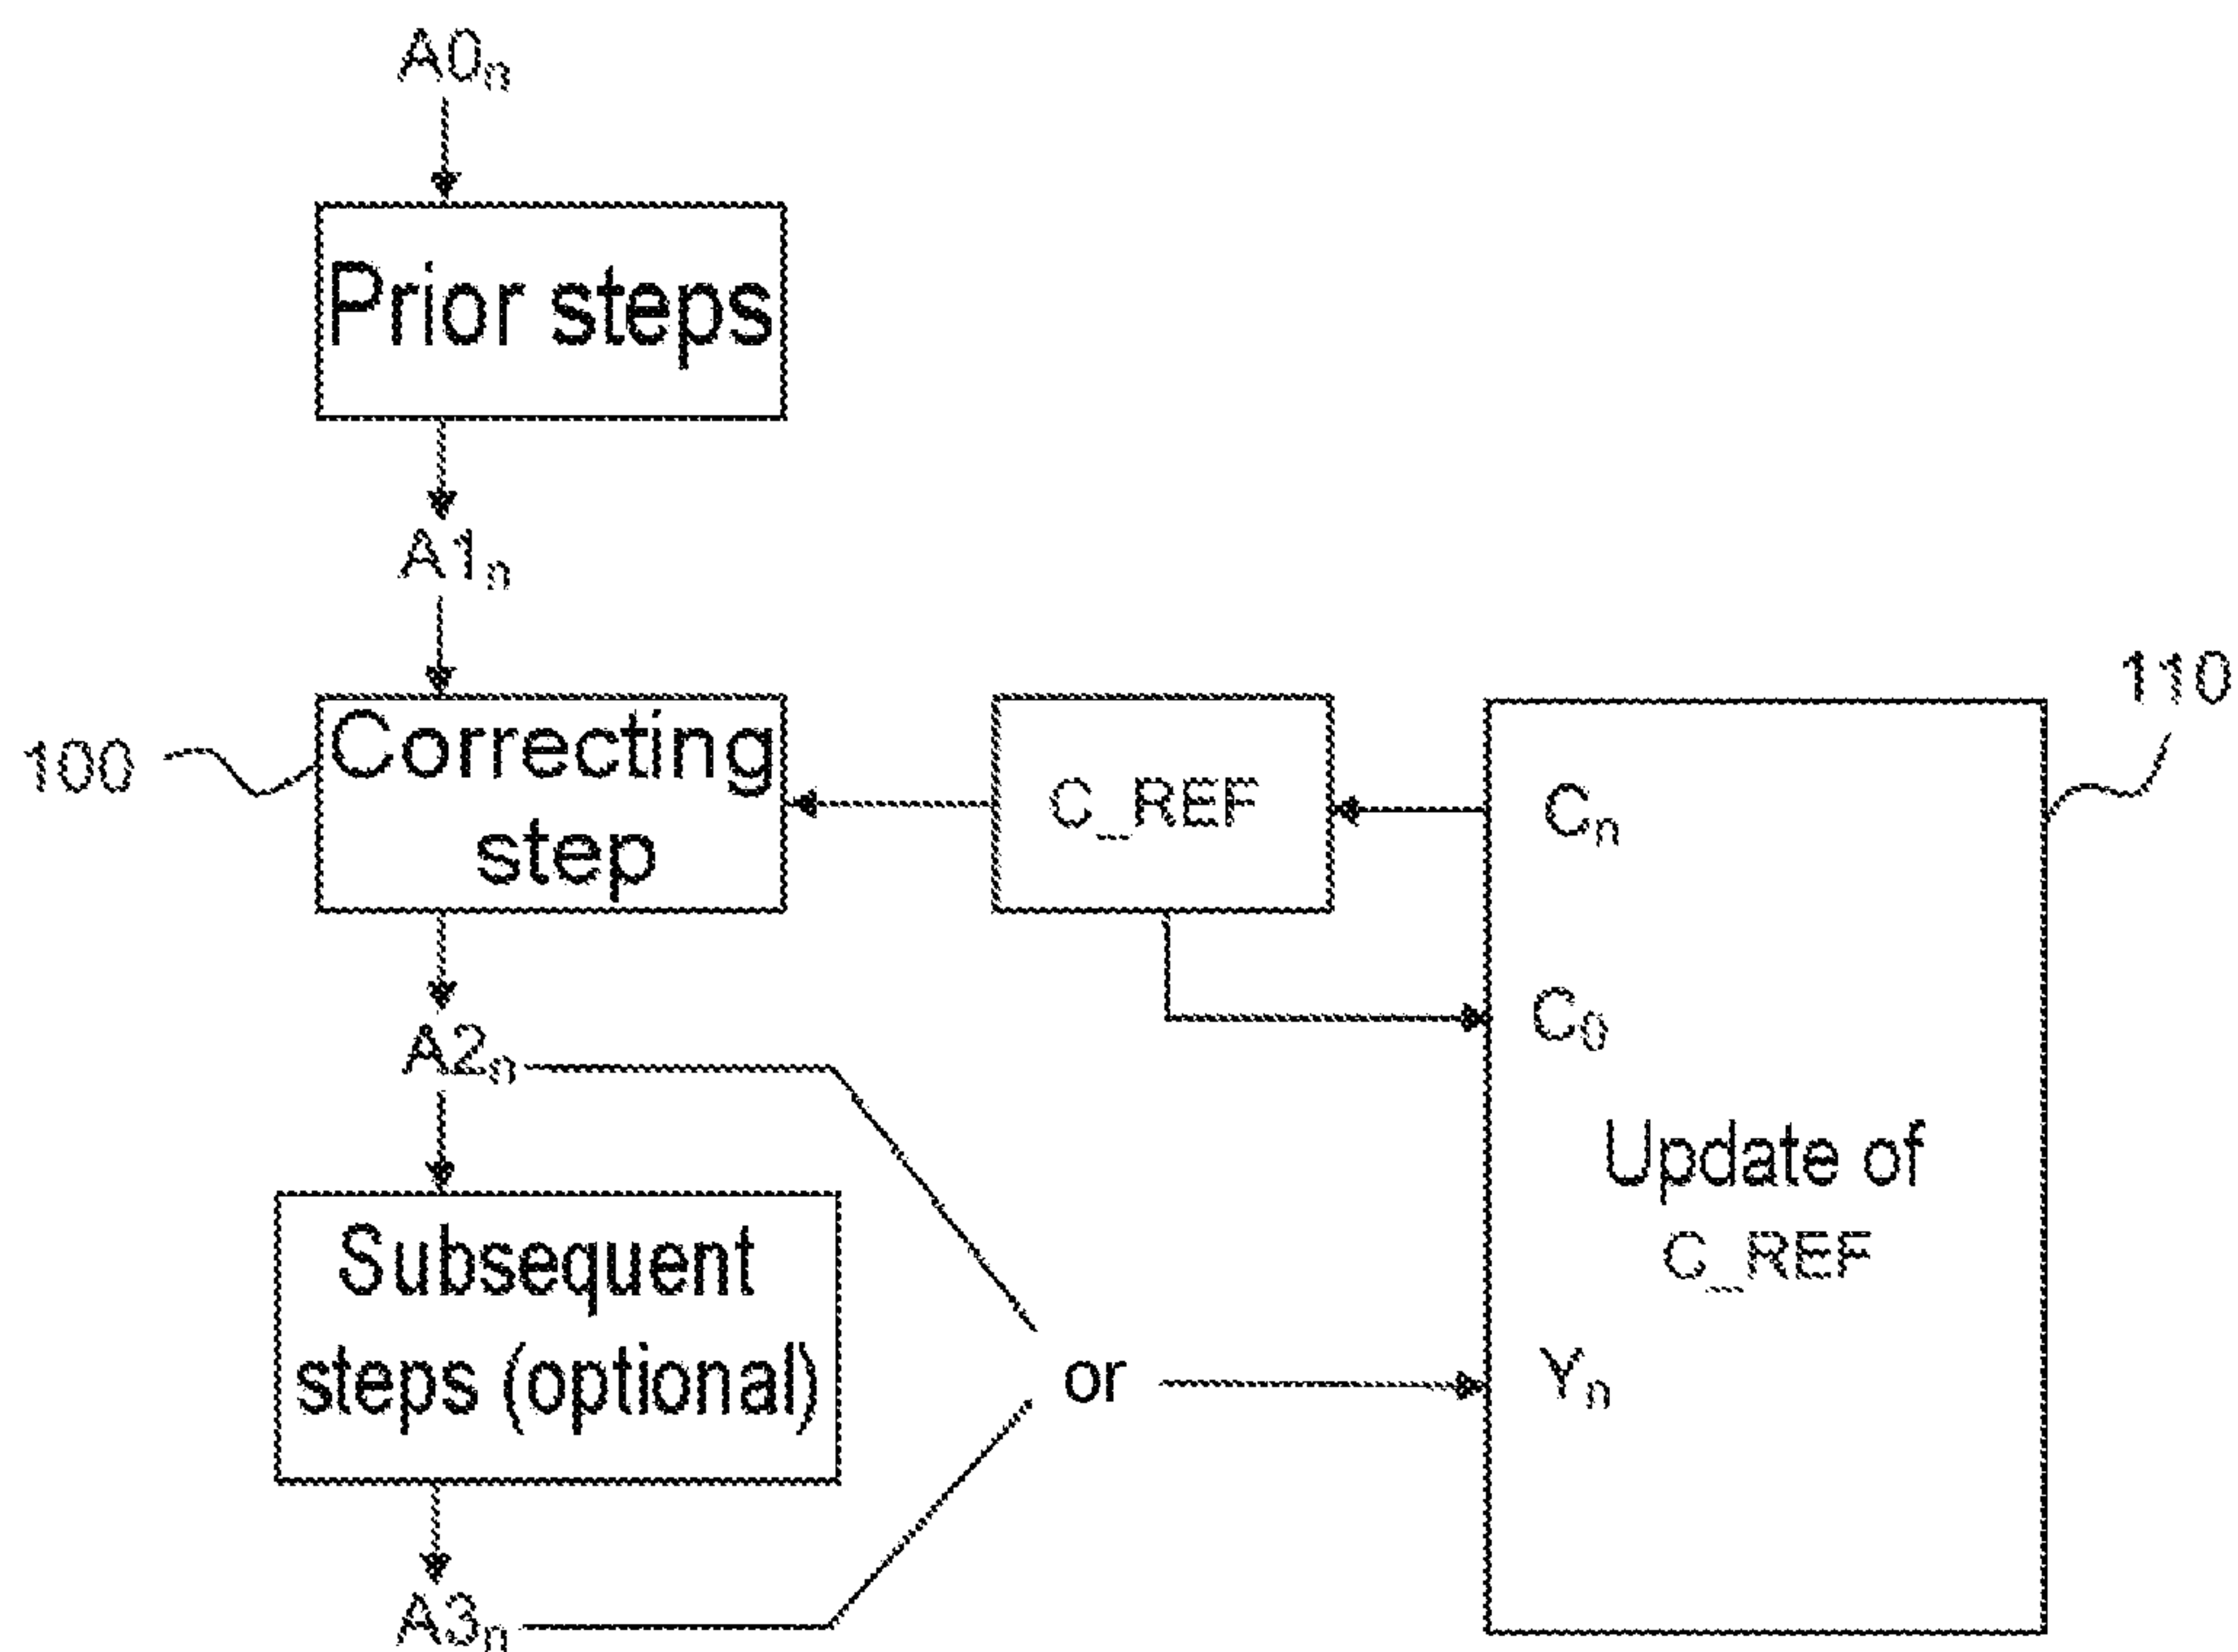 A0n
Prior steps
A1n
100
Correcting
step
C_REF
Cn
110
C0
A2n
Update of
C_REF
Subsequent
steps (optional)
or
Yn
A3n